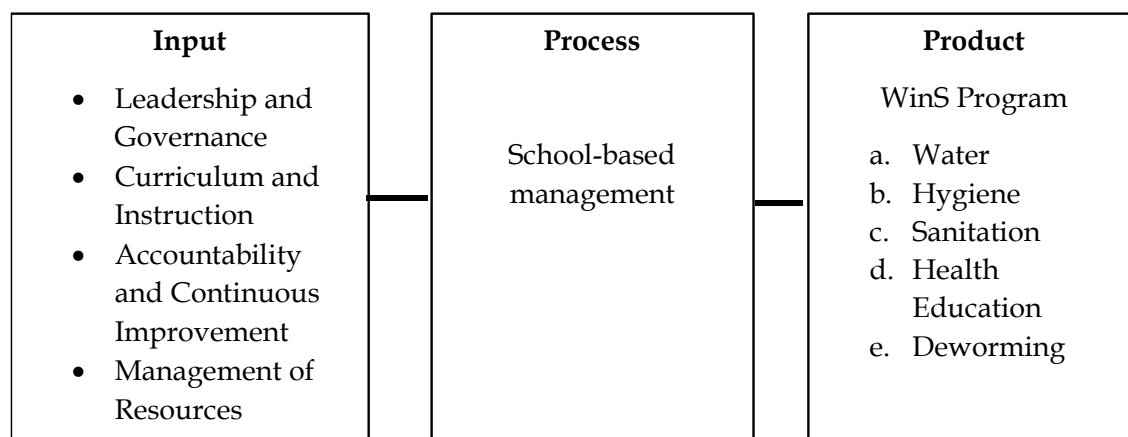 Input
• Leadership and
Governance
• Curriculum and
Instruction
• Accountability
and Continuous
Improvement
• Management of
Resources
Process
School-based
management
Product
WinS Program
a. Water
b. Hygiene
c. Sanitation
d. Health
Education
e. Deworming